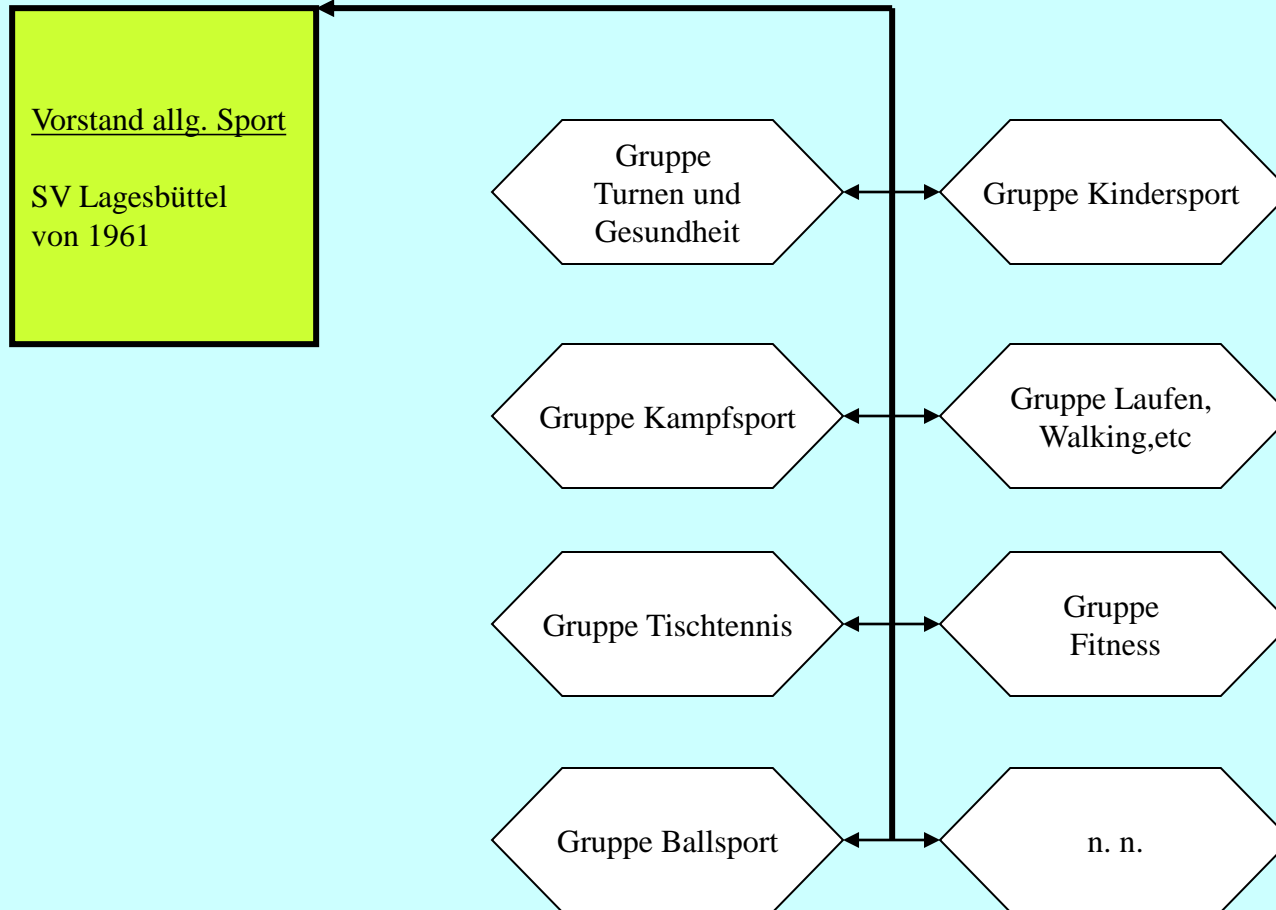 Vorstand allg. Sport
SV Lagesbüttel
von 1961
Gruppe
Turnen und
Gesundheit
Gruppe Kindersport
Gruppe Kampfsport
Gruppe Laufen,
Walking,etc
Gruppe Tischtennis
Gruppe
Fitness
Gruppe Ballsport
n. n.